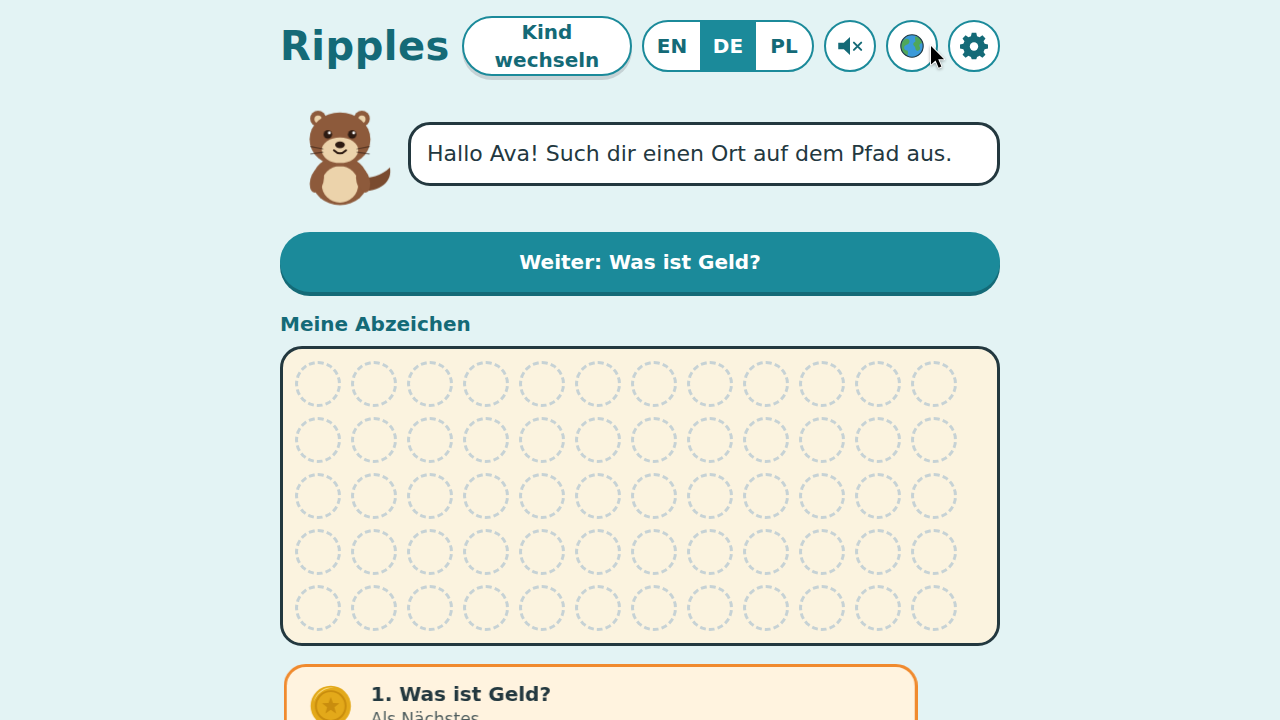 Ripples
Kind
wechseln
EN DE PL
Hallo Ava! Such dir einen Ort auf dem Pfad aus.
Weiter: Was ist Geld?
Meine Abzeichen
1. Was ist Geld?
Als Nächstes